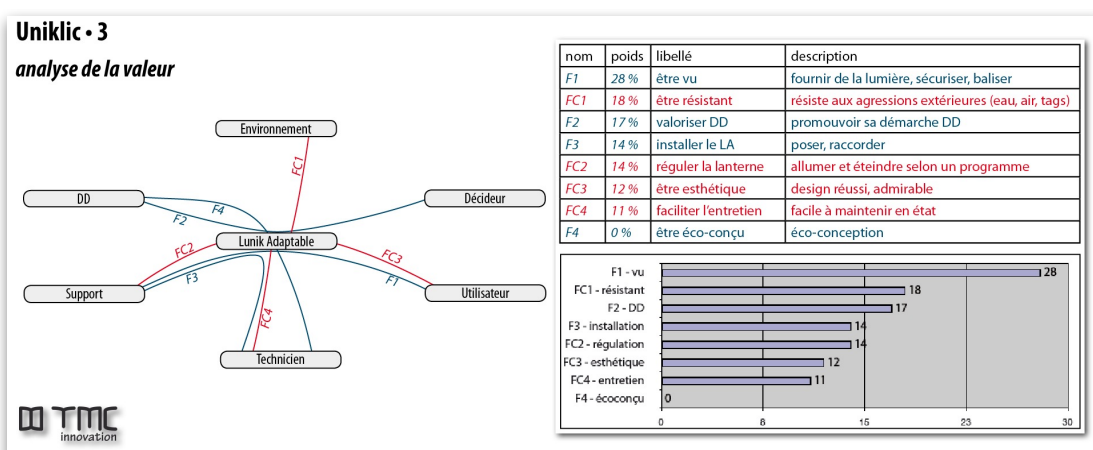 Uniklic • 3
analyse de la valeur
Environnement
FC1
DD
Décideur
F4
F2
Lunik Adaptable
FC2
FC3
F3
F1
Support
Utilisateur
FC4
Technicien
TMC
innovation
nom poids libellé description
F1 28 % être vu fournir de la lumière, sécuriser, baliser
FC1 18 % être résistant résiste aux agressions extérieures (eau, air, tags)
F2 17 % valoriser DD promouvoir sa démarche DD
F3 14 % installer le LA poser, raccorder
FC2 14 % réguler la lanterne allumer et éteindre selon un programme
FC3 12 % être esthétique design réussi, admirable
FC4 11 % faciliter l'entretien facile à maintenir en état
F4 0 % être éco-conçu éco-conception
F1 - vu 28
FC1 - résistant 18
F2 - DD 17
F3 - installation 14
FC2 - régulation 14
FC3 - esthétique 12
FC4 - entretien 11
F4 - écoconçu 0
0 8 15 23 30